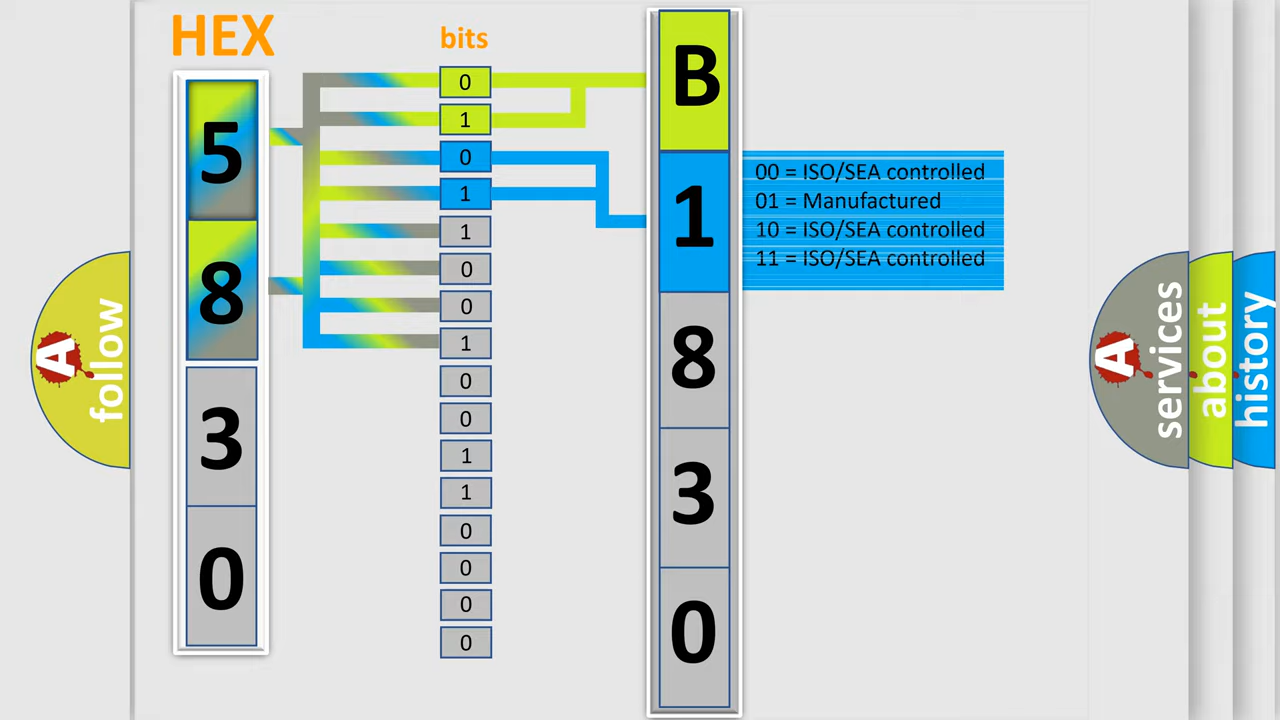 HEX
bits
5
8
3
0
0
1
0
1
1
0
0
1
0
0
1
1
0
0
0
0
B
1
8
3
0
00 = ISO/SEA controlled
01 = Manufactured
10 = ISO/SEA controlled
11 = ISO/SEA controlled
A
follow
A
services
about
history